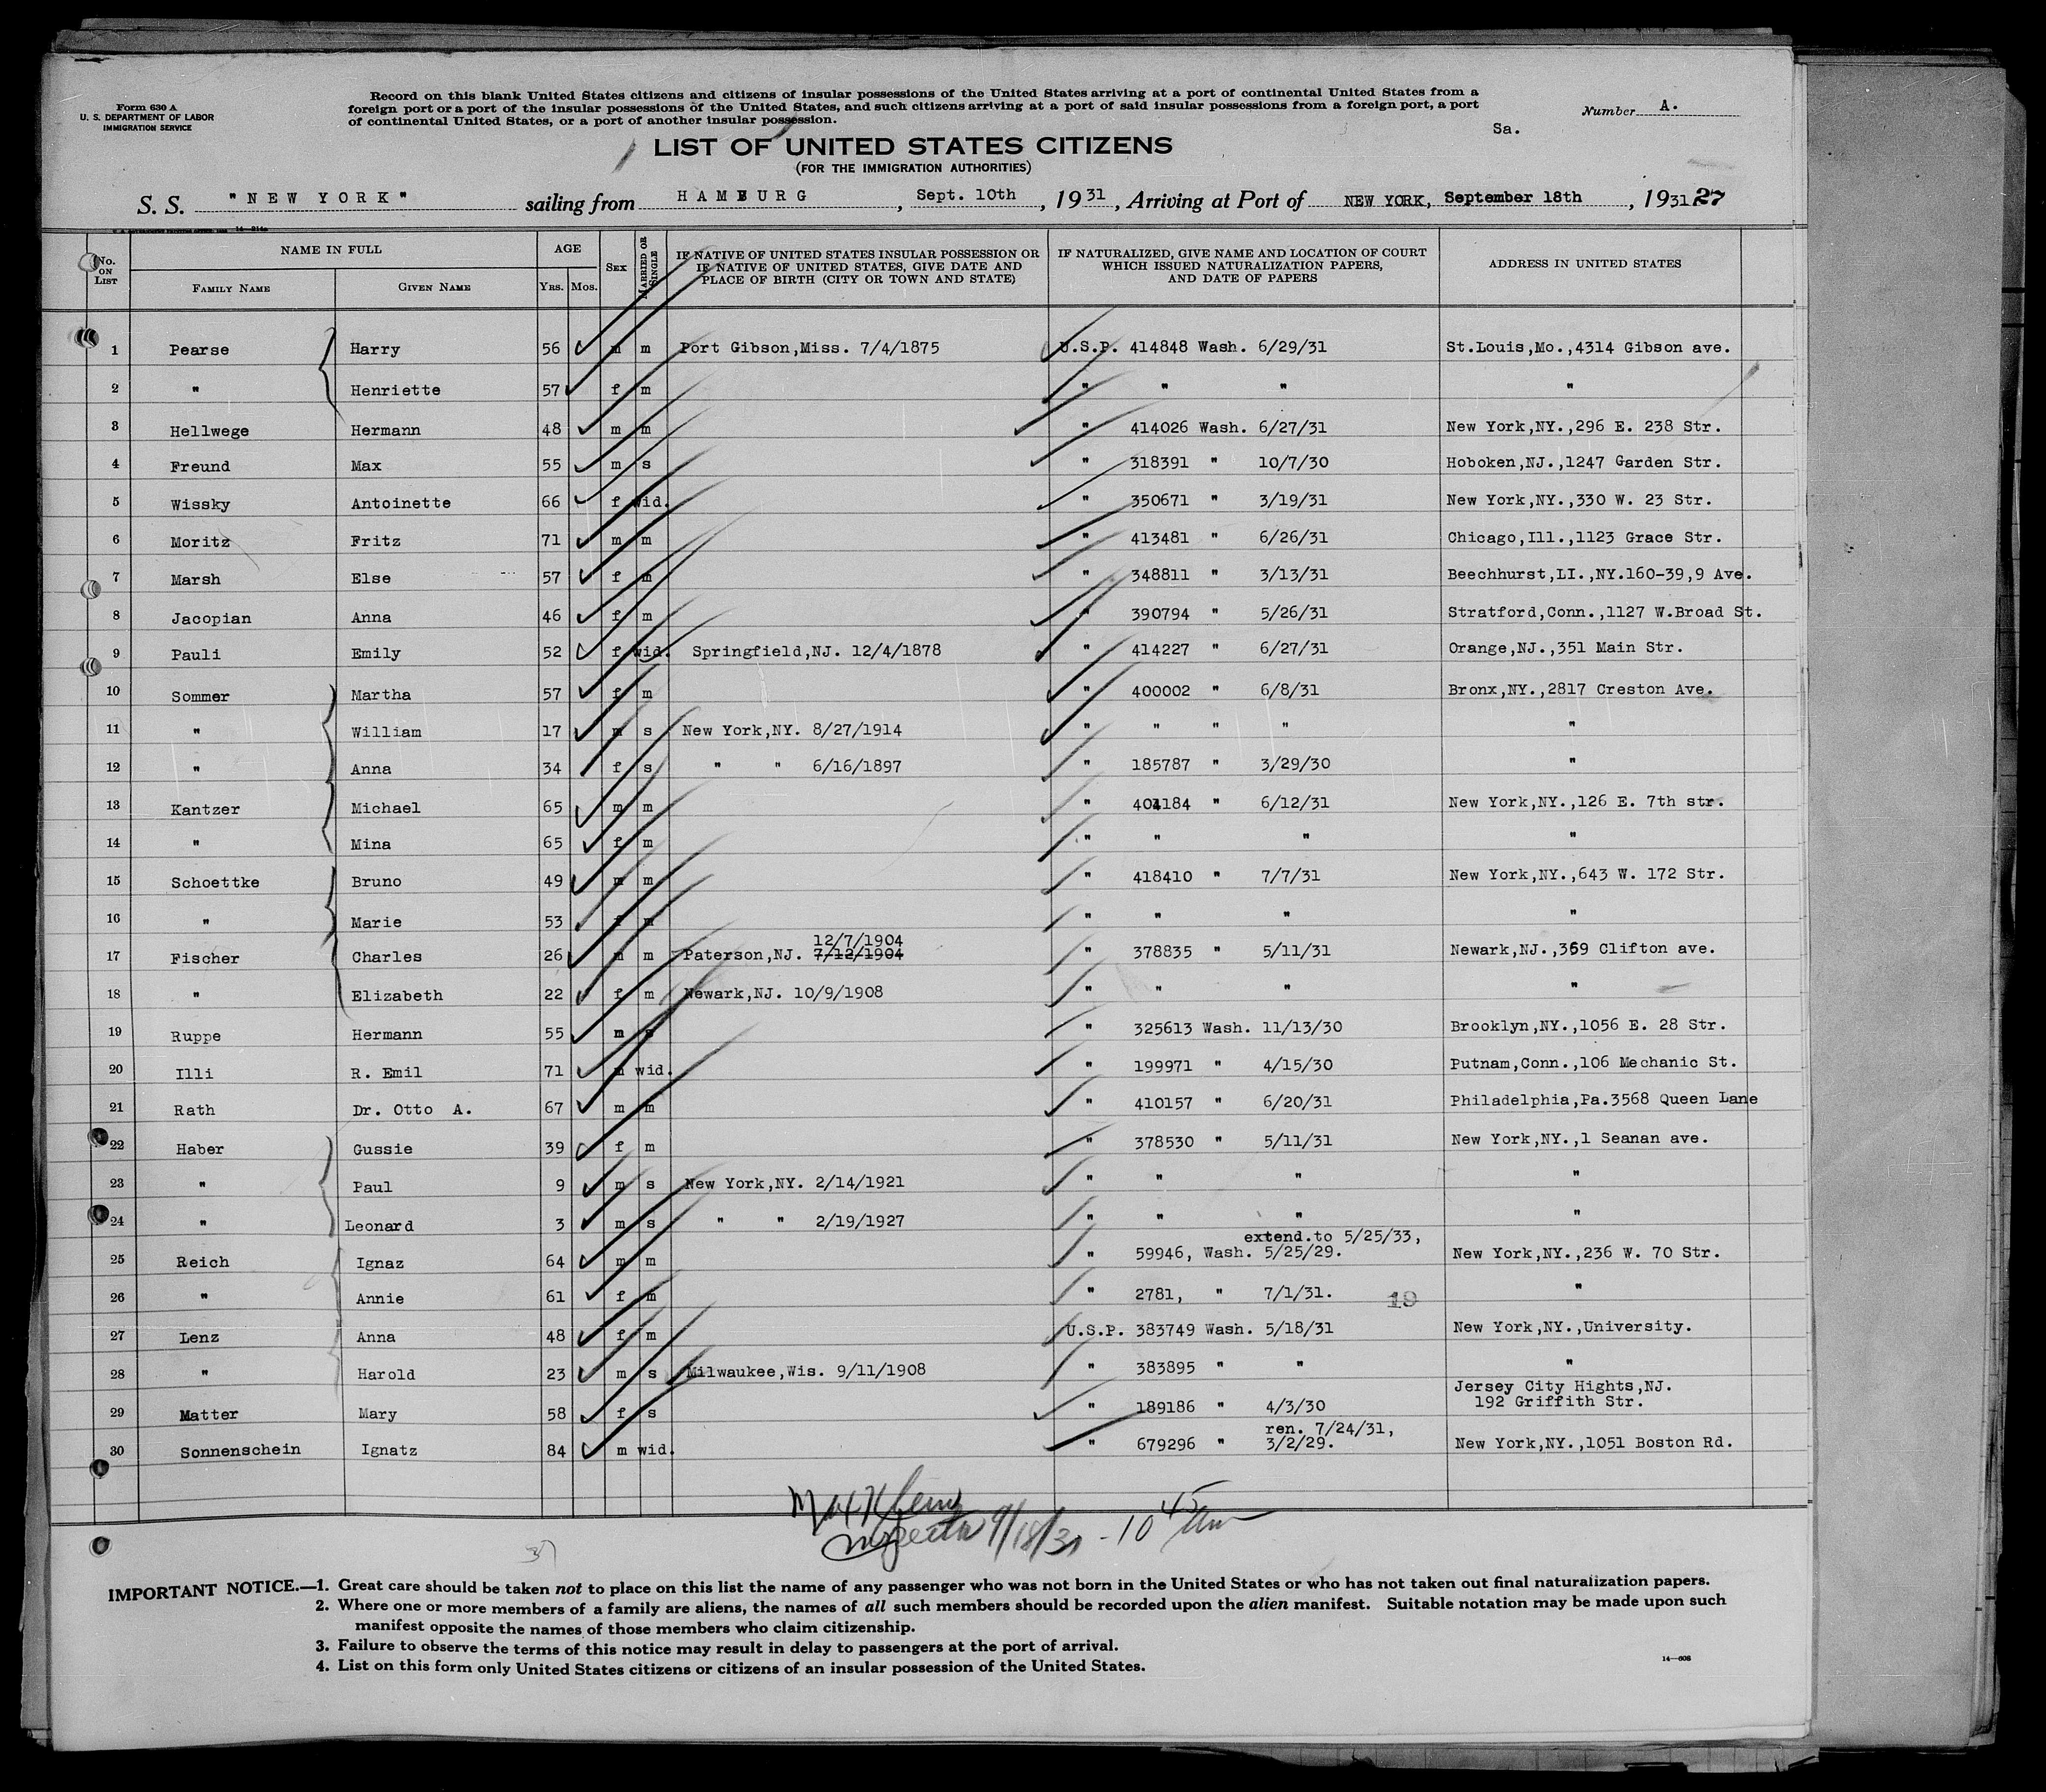 Form 630 A
U. S. DEPARTMENT OF LABOR
IMMIGRATION SERVICE
Record on this blank United States citizens and citizens of insular possessions of the United States arriving at a port of continental United States from a
foreign port or a port of the insular possessions of the United States, and such citizens arriving at a port of said insular possessions from a foreign port, a port
of continental United States, or a port of another insular possession.
Number A.
Sa.
LIST OF UNITED STATES CITIZENS
(FOR THE IMMIGRATION AUTHORITIES)
S. S. "NEW YORK" sailing from HAMBURG, Sept. 10th, 1931, Arriving at Port of NEW YORK, September 18th, 1931 27
No. ON LIST NAME IN FULL AGE SEX MARRIED OR SINGLE IF NATIVE OF UNITED STATES INSULAR POSSESSION OR IF NATIVE OF UNITED STATES, GIVE DATE AND PLACE OF BIRTH (CITY OR TOWN AND STATE) IF NATURALIZED, GIVE NAME AND LOCATION OF COURT WHICH ISSUED NATURALIZATION PAPERS, AND DATE OF PAPERS ADDRESS IN UNITED STATES
FAMILY NAME GIVEN NAME YRS. MOS.
1 Pearse Harry 56 m m Port Gibson,Miss. 7/4/1875 U.S.P. 414848 Wash. 6/29/31 St.Louis,Mo.,4314 Gibson ave.
2 " Henriette 57 f m " " " "
3 Hellwege Hermann 48 m m " 414026 Wash. 6/27/31 New York,NY.,296 E. 238 Str.
4 Freund Max 55 m s " 318391 " 10/7/30 Hoboken,NJ.,1247 Garden Str.
5 Wissky Antoinette 66 f wid. " 350671 " 3/19/31 New York,NY.,330 W. 23 Str.
6 Moritz Fritz 71 m m " 413481 " 6/26/31 Chicago,Ill.,1123 Grace Str.
7 Marsh Else 57 f m " 348811 " 3/13/31 Beechhurst,LI.,NY.160-39,9 Ave.
8 Jacopian Anna 46 f m " 390794 " 5/26/31 Stratford,Conn.,1127 W.Broad St.
9 Pauli Emily 52 f wid. Springfield,NJ. 12/4/1878 " 414227 " 6/27/31 Orange,NJ.,351 Main Str.
10 Sommer Martha 57 f m " 400002 " 6/8/31 Bronx,NY.,2817 Creston Ave.
11 " William 17 m s New York,NY. 8/27/1914 " " " " "
12 " Anna 34 f s " " 6/16/1897 " 185787 " 3/29/30 "
13 Kantzer Michael 65 m m " 404184 " 6/12/31 New York,NY.,126 E. 7th str.
14 " Mina 65 f m " " " "
15 Schoettke Bruno 49 m m " 418410 " 7/7/31 New York,NY.,643 W. 172 Str.
16 " Marie 53 f m " " " "
12/7/1904
17 Fischer Charles 26 m m Paterson,NJ. 7/12/1904 " 378835 " 5/11/31 Newark,NJ.,369 Clifton ave.
18 " Elizabeth 22 f m Newark,NJ. 10/9/1908 " " " "
19 Ruppe Hermann 55 m s " 325613 Wash. 11/13/30 Brooklyn,NY.,1056 E. 28 Str.
20 Illi R. Emil 71 m wid. " 199971 " 4/15/30 Putnam,Conn.,106 Mechanic St.
21 Rath Dr. Otto A. 67 m m " 410157 " 6/20/31 Philadelphia,Pa.3568 Queen Lane
22 Haber Gussie 39 f m " 378530 " 5/11/31 New York,NY.,1 Seanan ave.
23 " Paul 9 m s New York,NY. 2/14/1921 " " " "
24 " Leonard 3 m s " " 2/19/1927 " " " "
extend.to 5/25/33,
25 Reich Ignaz 64 m m " 59946, Wash. 5/25/29. New York,NY.,236 W. 70 Str.
26 " Annie 61 f m " 2781, " 7/1/31. 19 "
27 Lenz Anna 48 f m U.S.P. 383749 Wash. 5/18/31 New York,NY.,University.
28 " Harold 23 m s Milwaukee,Wis. 9/11/1908 " 383895 " " "
Jersey City Hights,NJ.
29 Matter Mary 58 f s " 189186 " 4/3/30 192 Griffith Str.
ren. 7/24/31,
30 Sonnenschein Ignatz 84 m wid. " 679296 " 3/2/29. New York,NY.,1051 Boston Rd.
Inspector 9/18/31 - 10 45 am
IMPORTANT NOTICE.—1. Great care should be taken not to place on this list the name of any passenger who was not born in the United States or who has not taken out final naturalization papers.
2. Where one or more members of a family are aliens, the names of all such members should be recorded upon the alien manifest. Suitable notation may be made upon such
manifest opposite the names of those members who claim citizenship.
3. Failure to observe the terms of this notice may result in delay to passengers at the port of arrival.
4. List on this form only United States citizens or citizens of an insular possession of the United States.
14—608